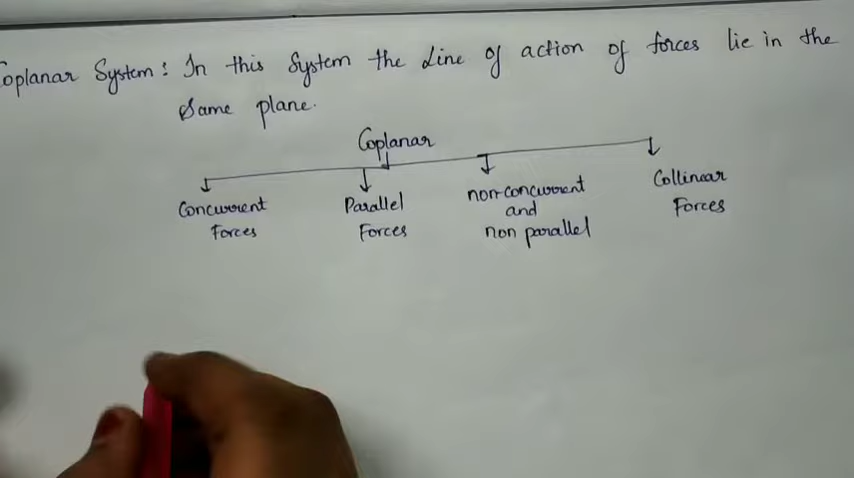 oplanar System: In this System the Line of action of forces lie in the
Same plane.
Coplanar
Concurrent
Forces
Parallel
Forces
non-concurrent
and
non parallel
Collinear
Forces